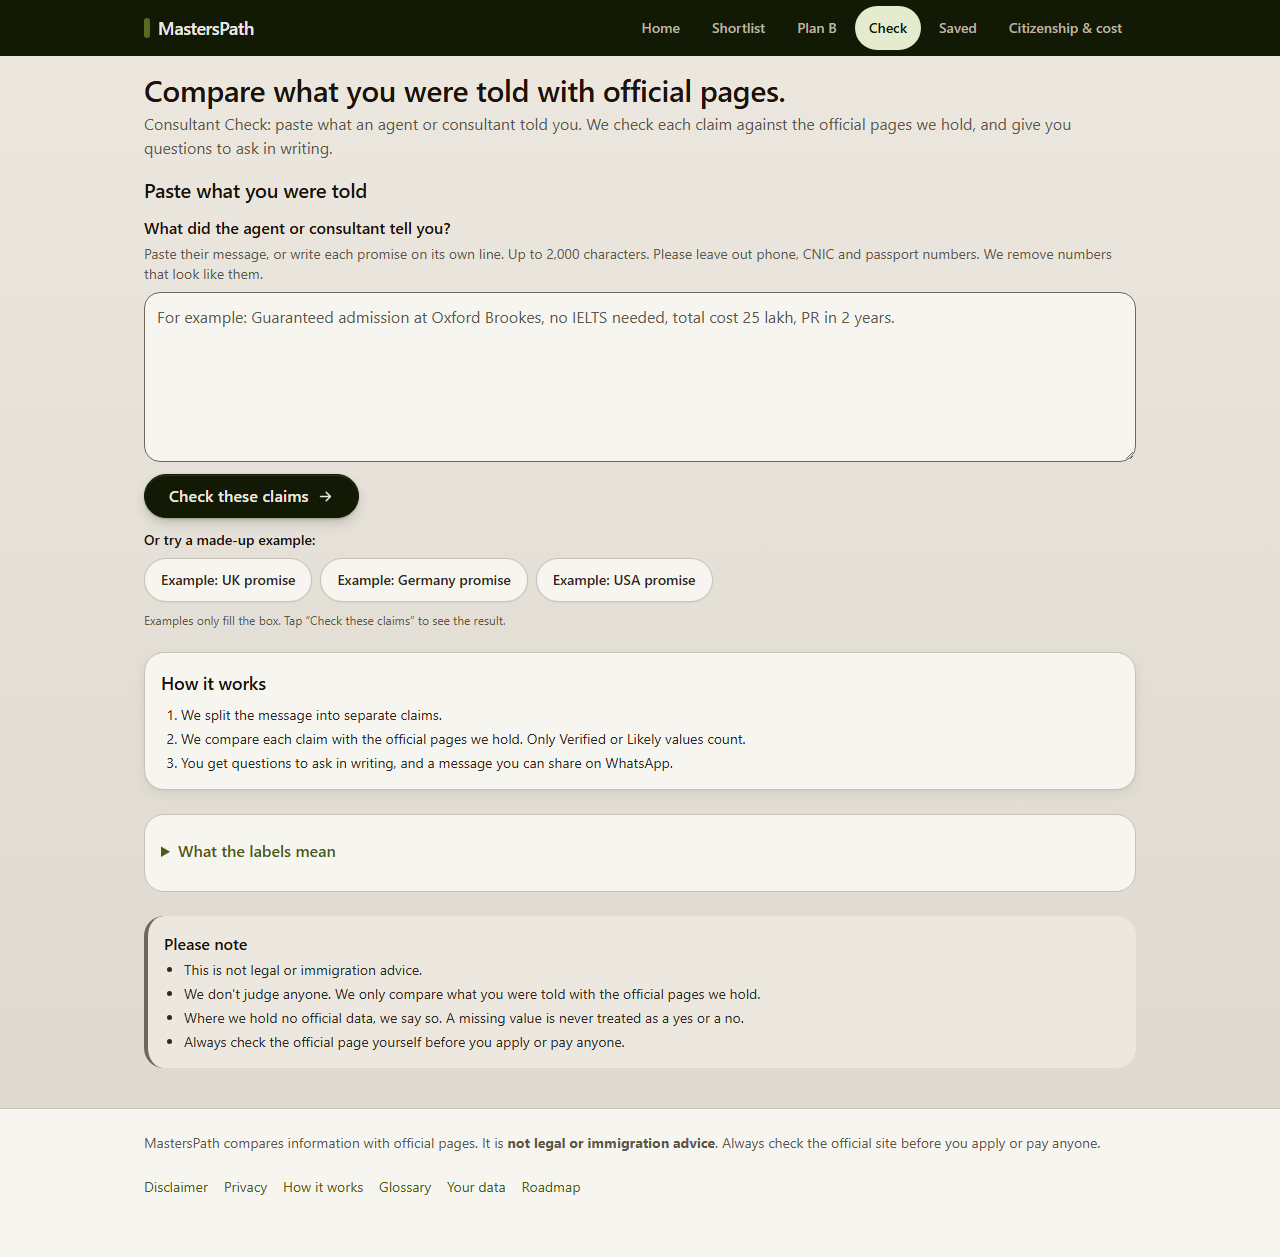 MastersPath
Home
Shortlist
Plan B
Check
Saved
Citizenship & cost
Compare what you were told with official pages.
Consultant Check: paste what an agent or consultant told you. We check each claim against the official pages we hold, and give you
questions to ask in writing.
Paste what you were told
What did the agent or consultant tell you?
Paste their message, or write each promise on its own line. Up to 2,000 characters. Please leave out phone, CNIC and passport numbers. We remove numbers
that look like them.
For example: Guaranteed admission at Oxford Brookes, no IELTS needed, total cost 25 lakh, PR in 2 years.
Check these claims →
Or try a made-up example:
Example: UK promise
Example: Germany promise
Example: USA promise
Examples only fill the box. Tap “Check these claims” to see the result.
How it works
1. We split the message into separate claims.
2. We compare each claim with the official pages we hold. Only Verified or Likely values count.
3. You get questions to ask in writing, and a message you can share on WhatsApp.
What the labels mean
Please note
• This is not legal or immigration advice.
• We don't judge anyone. We only compare what you were told with the official pages we hold.
• Where we hold no official data, we say so. A missing value is never treated as a yes or a no.
• Always check the official page yourself before you apply or pay anyone.
MastersPath compares information with official pages. It is not legal or immigration advice. Always check the official site before you apply or pay anyone.
Disclaimer
Privacy
How it works
Glossary
Your data
Roadmap